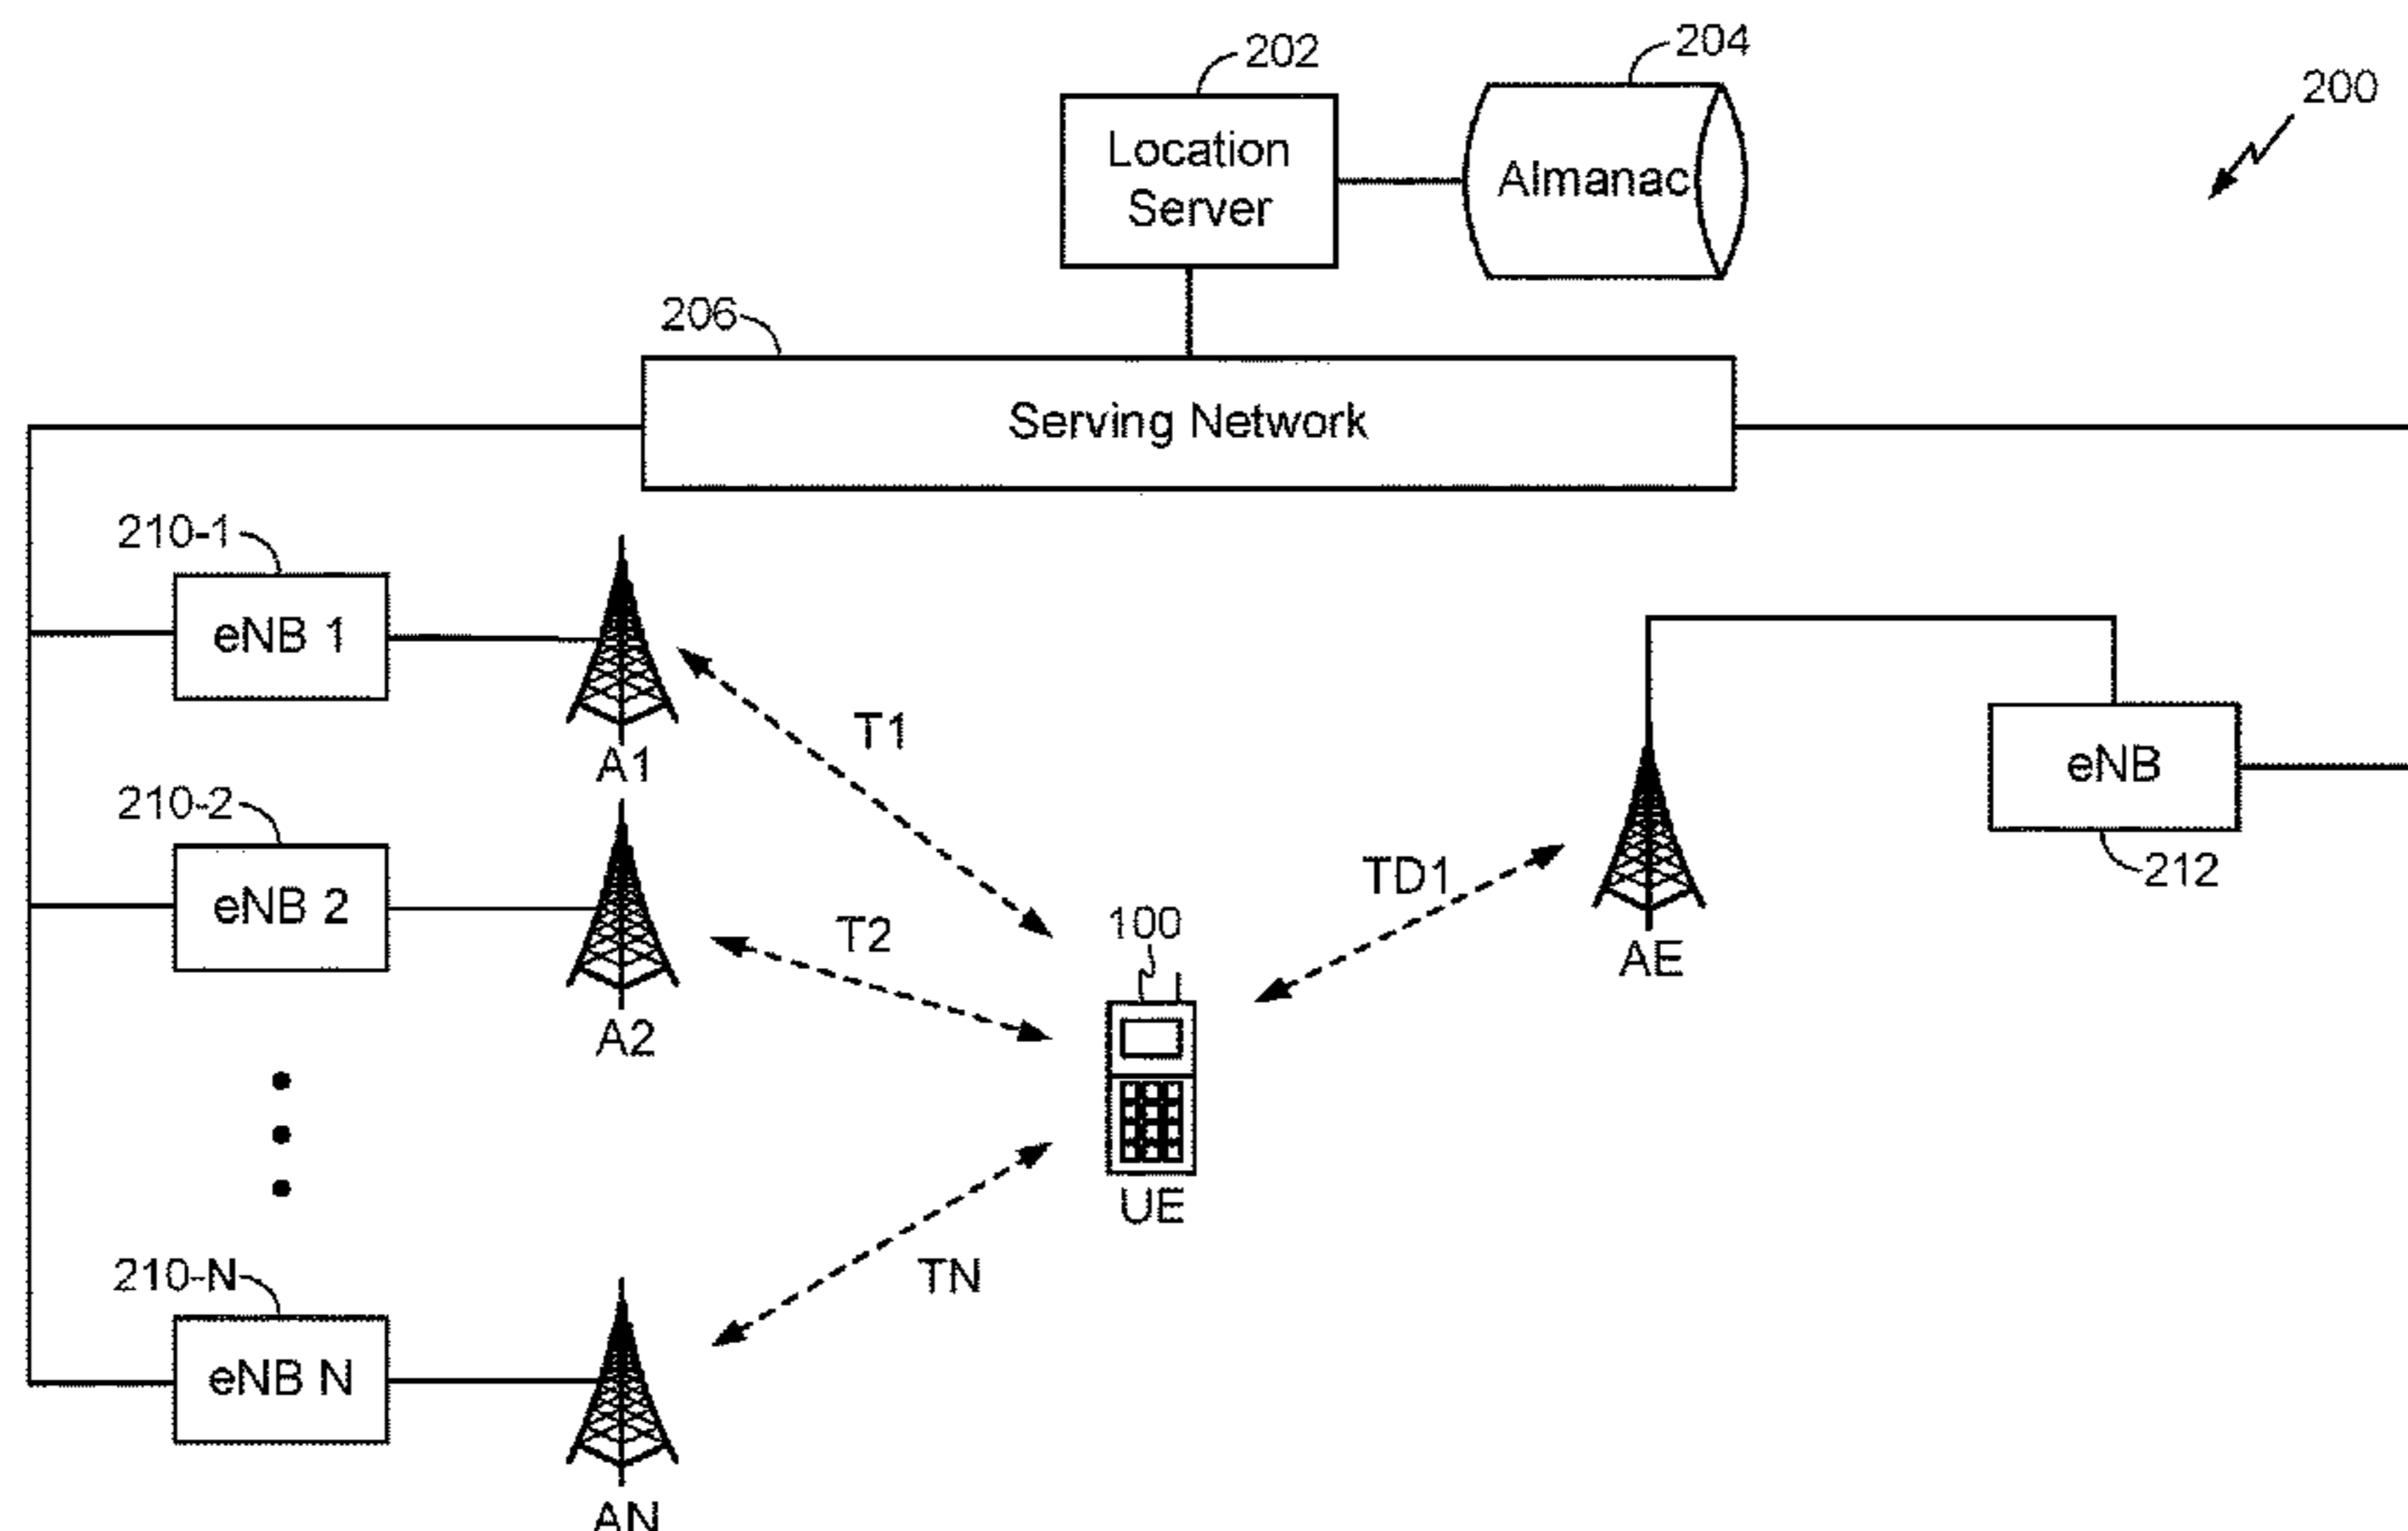 202
204
200
Location
Server
Almanac
206
Serving Network
210-1
eNB 1
A1
T1
210-2
eNB 2
A2
T2
100
UE
TD1
AE
eNB
212
210-N
eNB N
AN
TN